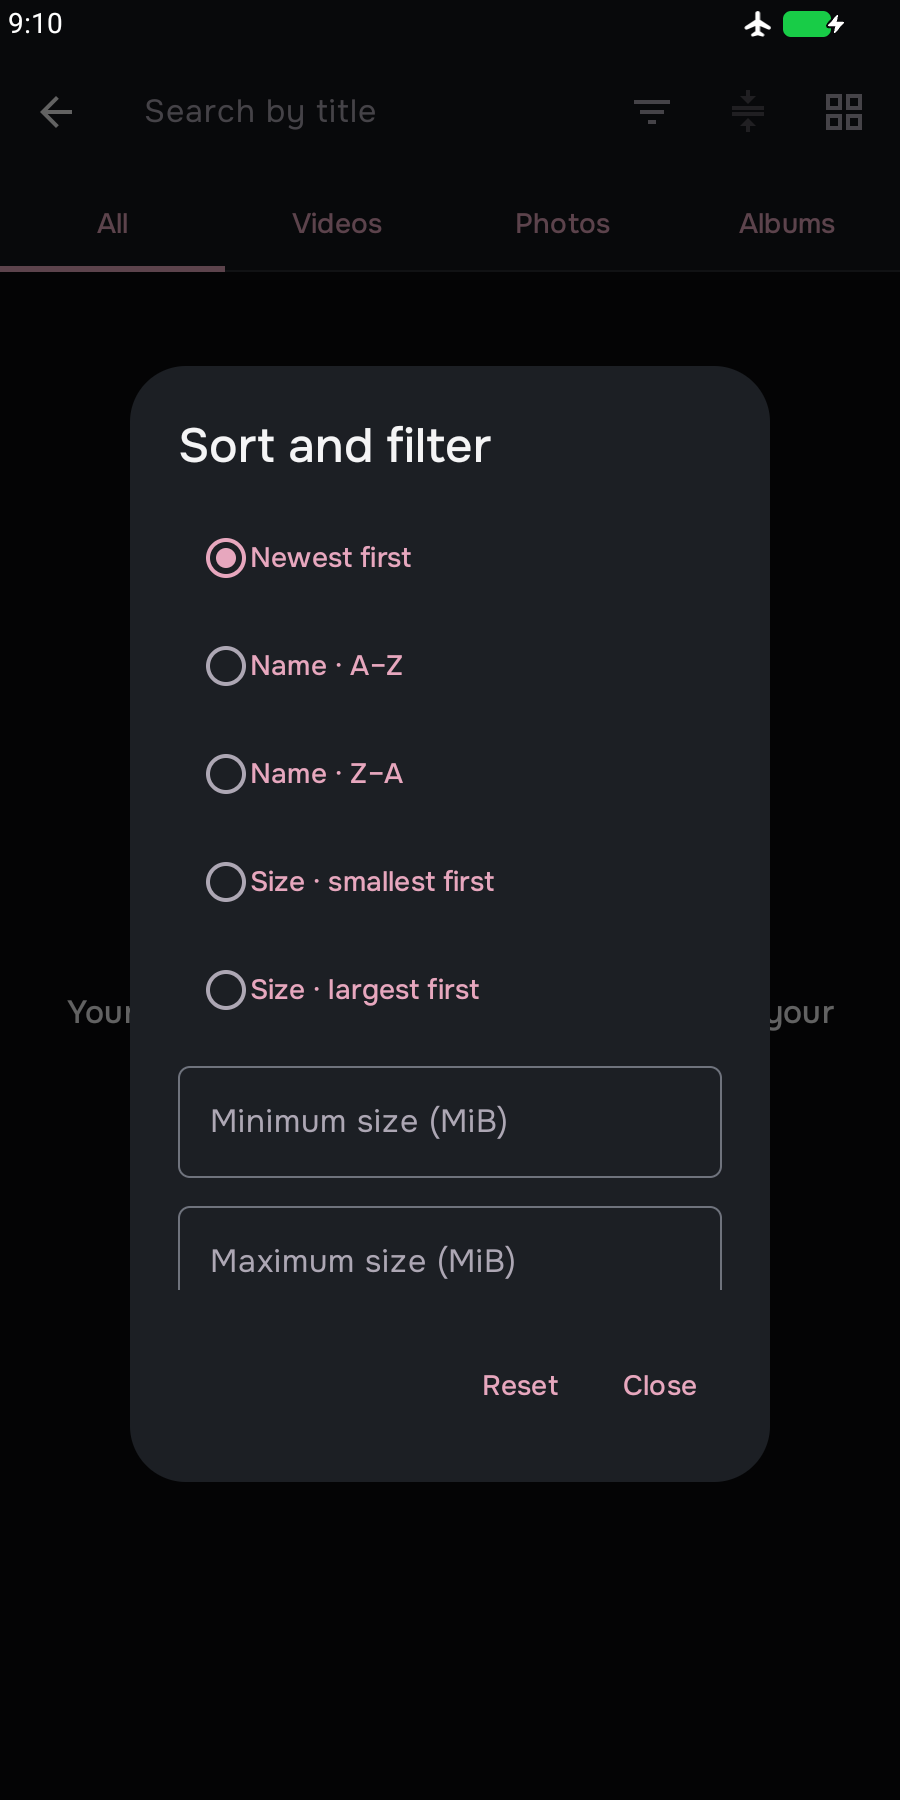 9:10
Search by title
All Videos Photos Albums
Sort and filter
Newest first
Name · A–Z
Name · Z–A
Size · smallest first
Size · largest first
Your your
Minimum size (MiB)
Maximum size (MiB)
Reset Close